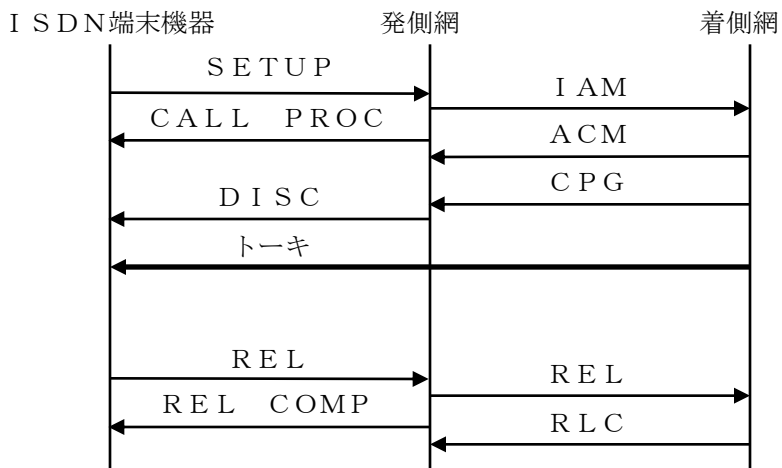 ＩＳＤＮ端末機器 発側網 着側網
ＳＥＴＵＰ
ＩＡＭ
ＣＡＬＬ　ＰＲＯＣ
ＡＣＭ
ＣＰＧ
ＤＩＳＣ
トーキ
ＲＥＬ
ＲＥＬ
ＲＥＬ　ＣＯＭＰ
ＲＬＣ